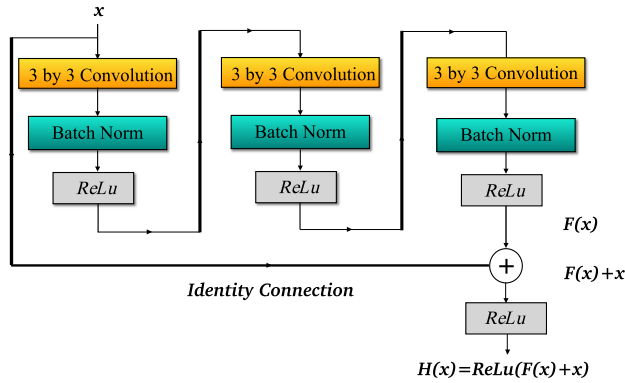 x
3 by 3 Convolution
Batch Norm
ReLu
3 by 3 Convolution
Batch Norm
ReLu
3 by 3 Convolution
Batch Norm
ReLu
F(x)
+
F(x)+x
Identity Connection
ReLu
H(x)=ReLu(F(x)+x)